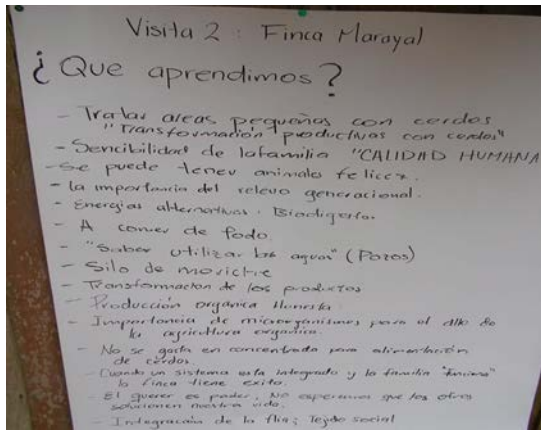 Visita 2 : Finca Marayal
¿ Que aprendimos ?
- Tratar areas pequeñas con cerdos
"Transformación productivas con cerdos"
- Sencibilidad de la familia "CALIDAD HUMANA
- Se puede tener animales felices.
- La importancia del relevo generacional.
- Energias alternativas. Biodigestor
- A comer de todo.
- "Saber utilizar las aguas" (Pozos)
- Silo de moriche
- Transformacion de los productos
- Producción organica Honesta.
- Importancia de microorganismos para el dllo de
la agricultura organica.
- No se gasta en concentrado para alimentación
de cerdos.
- Cuando un sistema esta integrado y la familia "funciona"
la finca tiene exito.
- El querer es poder, No esperemos que los otros
solucionen nuestra vida.
- Integración de la flia; Tejido social